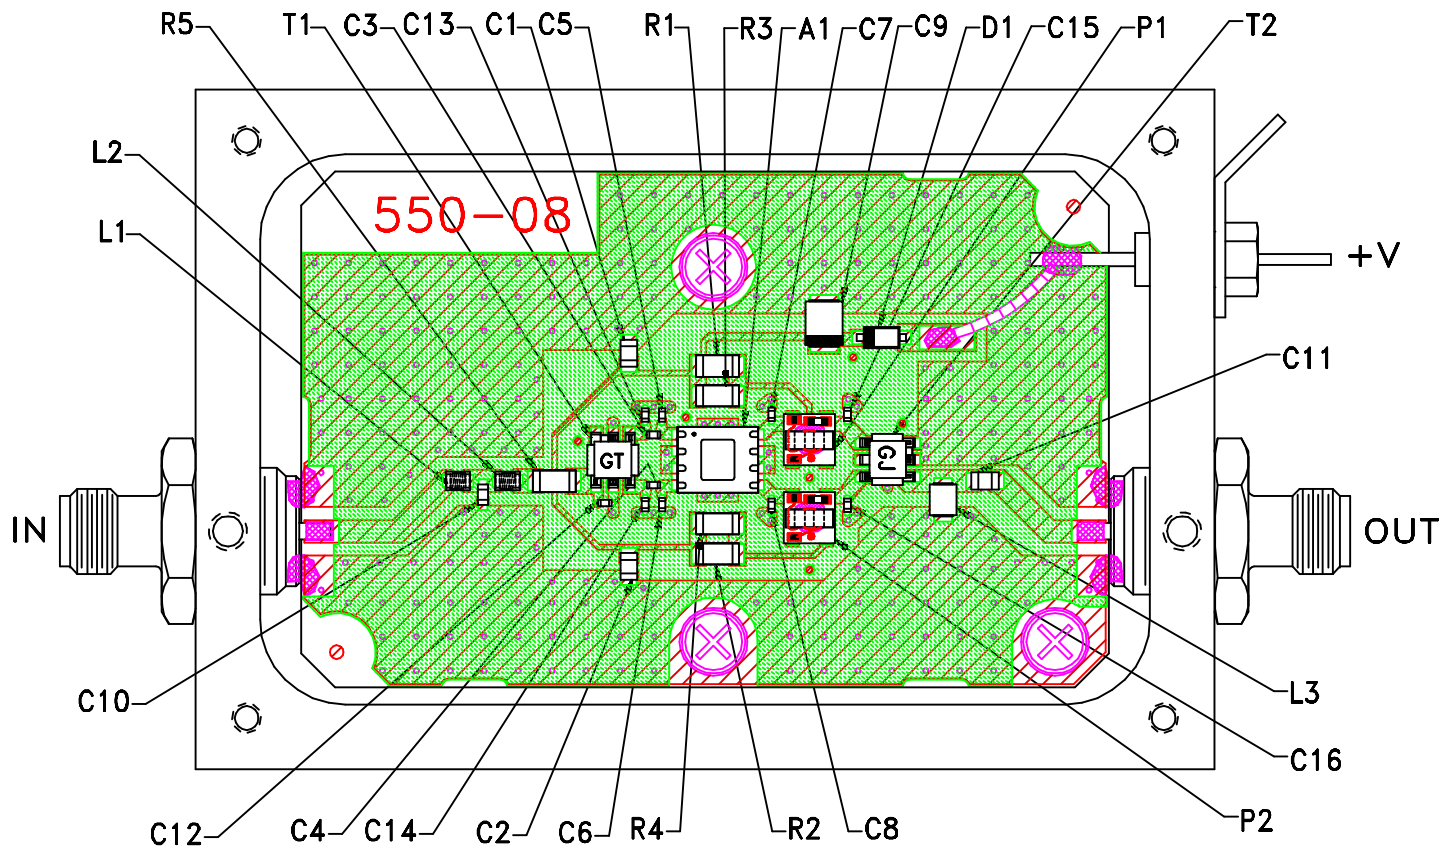 R5 T1 C3 C13 C1 C5 R1 R3 A1 C7 C9 D1 C15 P1 T2
L2
550-08
L1
+V
C11
GT
GJ
IN
OUT
C10
L3
C16
C12 C4 C14 C2 C6 R4 R2 C8 P2